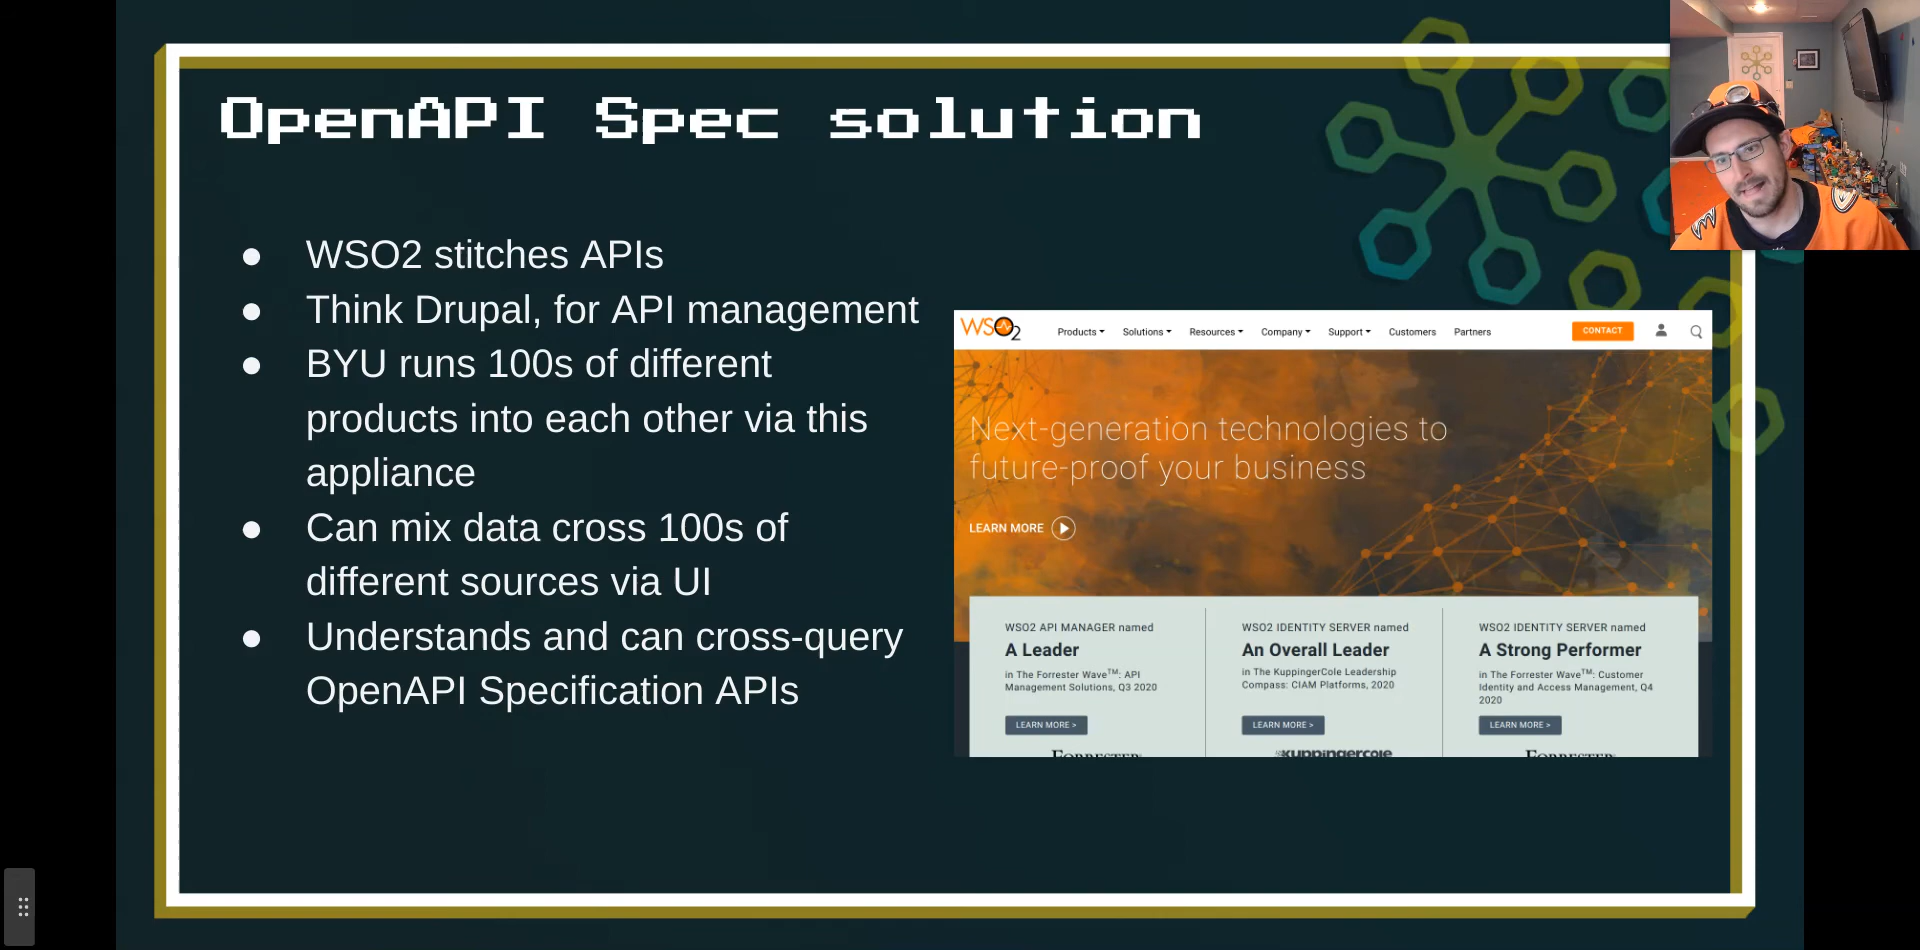 OpenAPI Spec solution
● WSO2 stitches APIs
● Think Drupal, for API management
● BYU runs 100s of different
products into each other via this
appliance
● Can mix data cross 100s of
different sources via UI
● Understands and can cross-query
OpenAPI Specification APIs
WSO2 Products Solutions Resources Company Support Customers Partners CONTACT
Next-generation technologies to
future-proof your business
LEARN MORE
WSO2 API MANAGER named
A Leader
in The Forrester Wave™: API
Management Solutions, Q3 2020
LEARN MORE >
FORRESTER
WSO2 IDENTITY SERVER named
An Overall Leader
in The KuppingerCole Leadership
Compass: CIAM Platforms, 2020
LEARN MORE >
kuppingercole
WSO2 IDENTITY SERVER named
A Strong Performer
in The Forrester Wave™: Customer
Identity and Access Management, Q4
2020
LEARN MORE >
FORRESTER